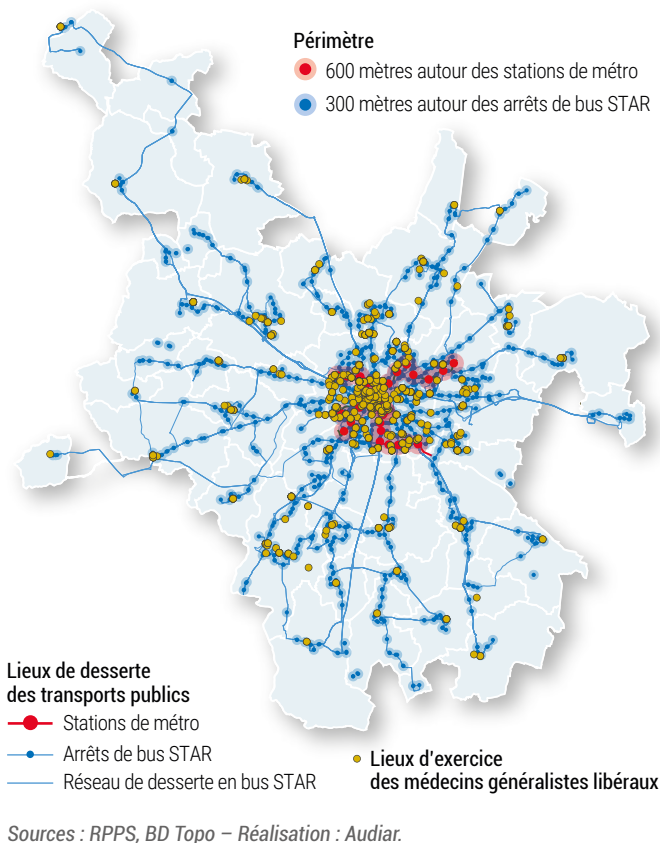 Périmètre
600 mètres autour des stations de métro
300 mètres autour des arrêts de bus STAR
Lieux de desserte
des transports publics
Stations de métro
Arrêts de bus STAR
Réseau de desserte en bus STAR
Lieux d'exercice
des médecins généralistes libéraux
Sources : RPPS, BD Topo – Réalisation : Audiar.